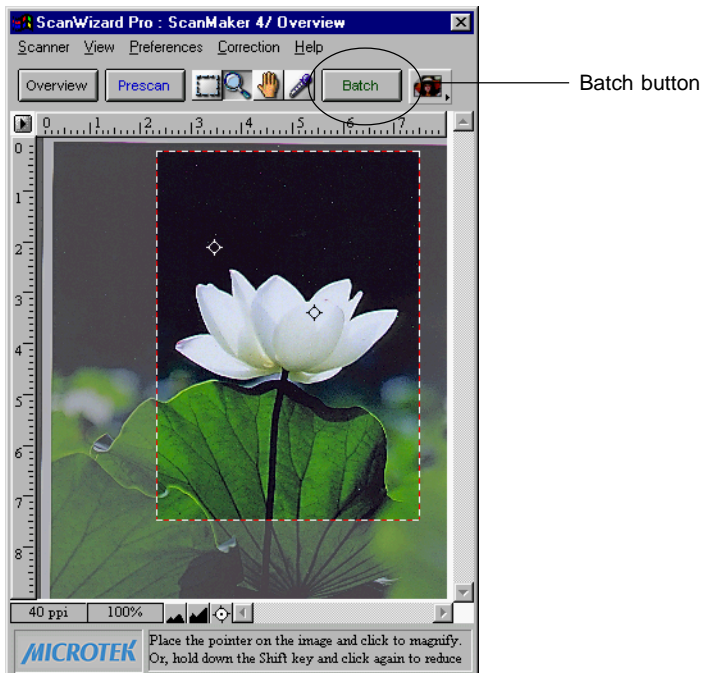 ScanWizard Pro : ScanMaker 4/ Overview
Scanner View Preferences Correction Help
Overview Prescan Batch
Batch button
0 1 2 3 4 5 6 7
0
1
2
3
4
5
6
7
8
40 ppi 100%
MICROTEK
Place the pointer on the image and click to magnify.
Or, hold down the Shift key and click again to reduce